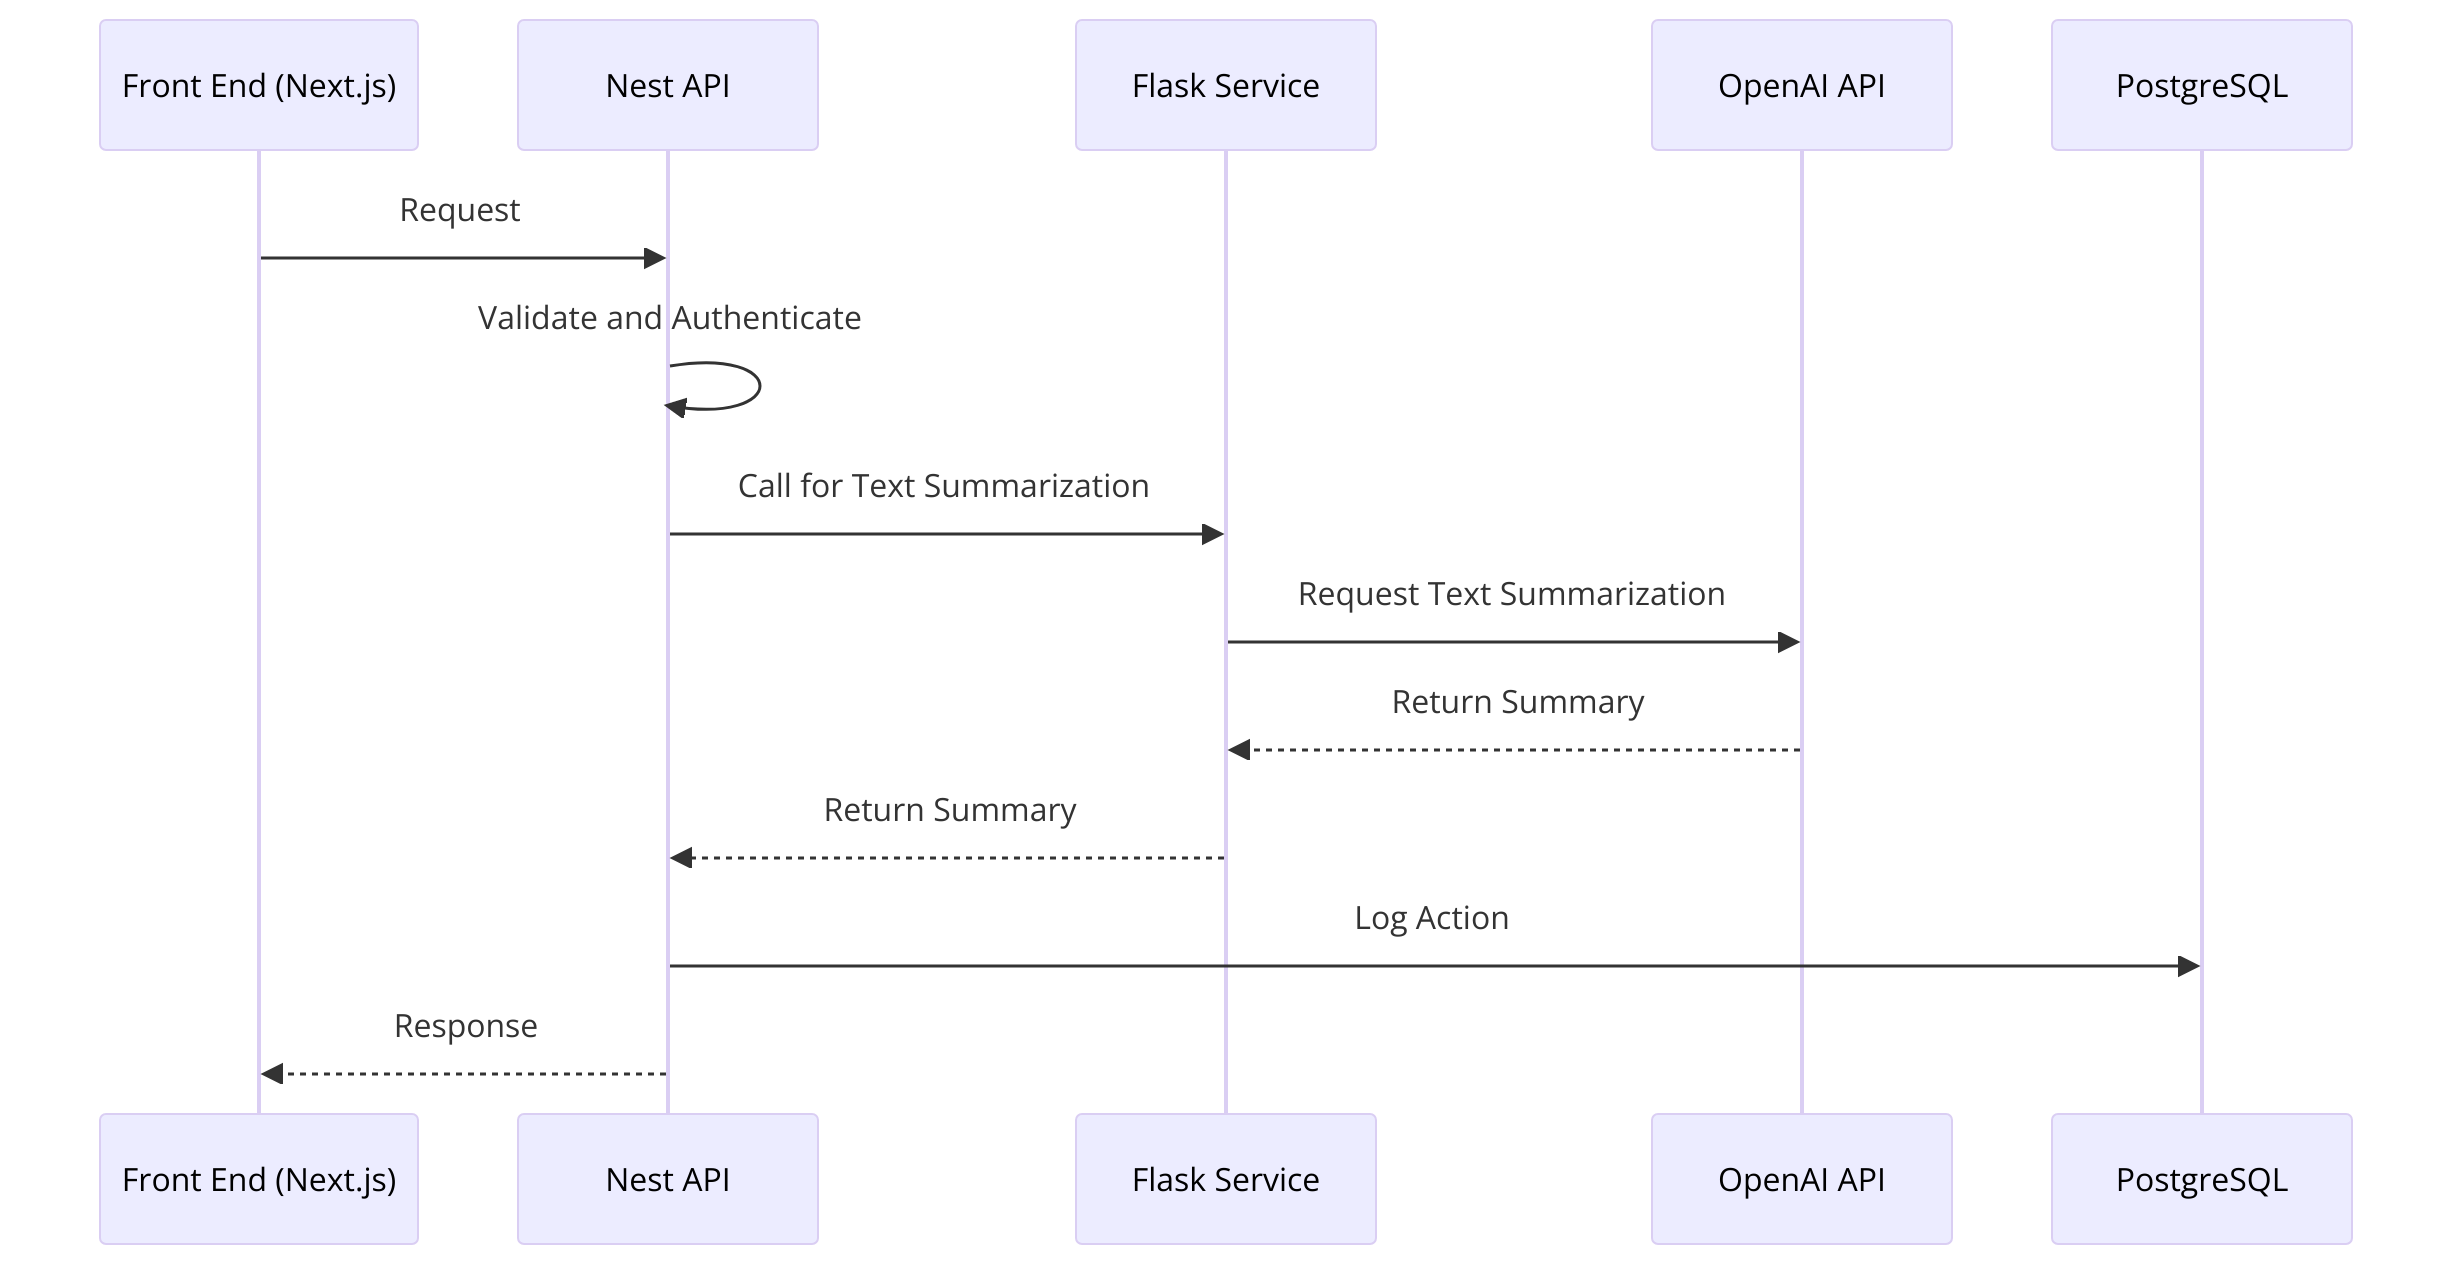 Front End (Next.js)
Nest API
Flask Service
OpenAI API
PostgreSQL
Request
Validate and Authenticate
Call for Text Summarization
Request Text Summarization
Return Summary
Return Summary
Log Action
Response
Front End (Next.js)
Nest API
Flask Service
OpenAI API
PostgreSQL